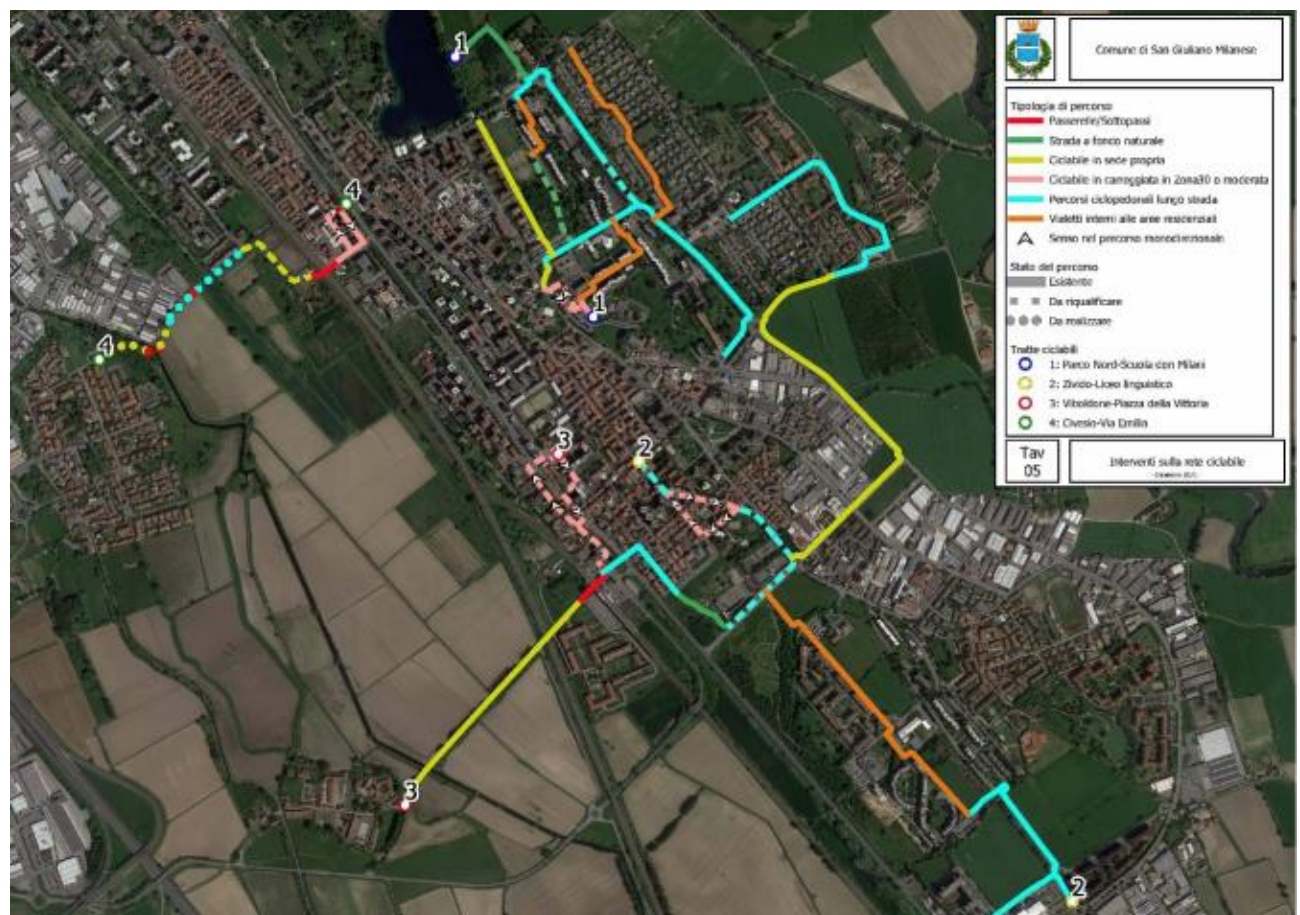 Comune di San Giuliano Milanese
Tipologia di percorso
Passerelle/Sottopassi
Strada a fondo naturale
Ciclabile in sede propria
Ciclabile in carreggiata in Zona30 o moderata
Percorsi ciclopedonali lungo strada
Vialetti interni alle aree residenziali
Senso nel percorso monodirezionale
Stato del percorso
Esistente
Da riqualificare
Da realizzare
Tratte ciclabili
1: Parco Nord-Scuola don Milani
2: Zivido-Liceo linguistico
3: Viboldone-Piazza della Vittoria
4: Civesio-Via Emilia
Tav
05
Interventi sulla rete ciclabile
1
4
1
4
3
2
3
2